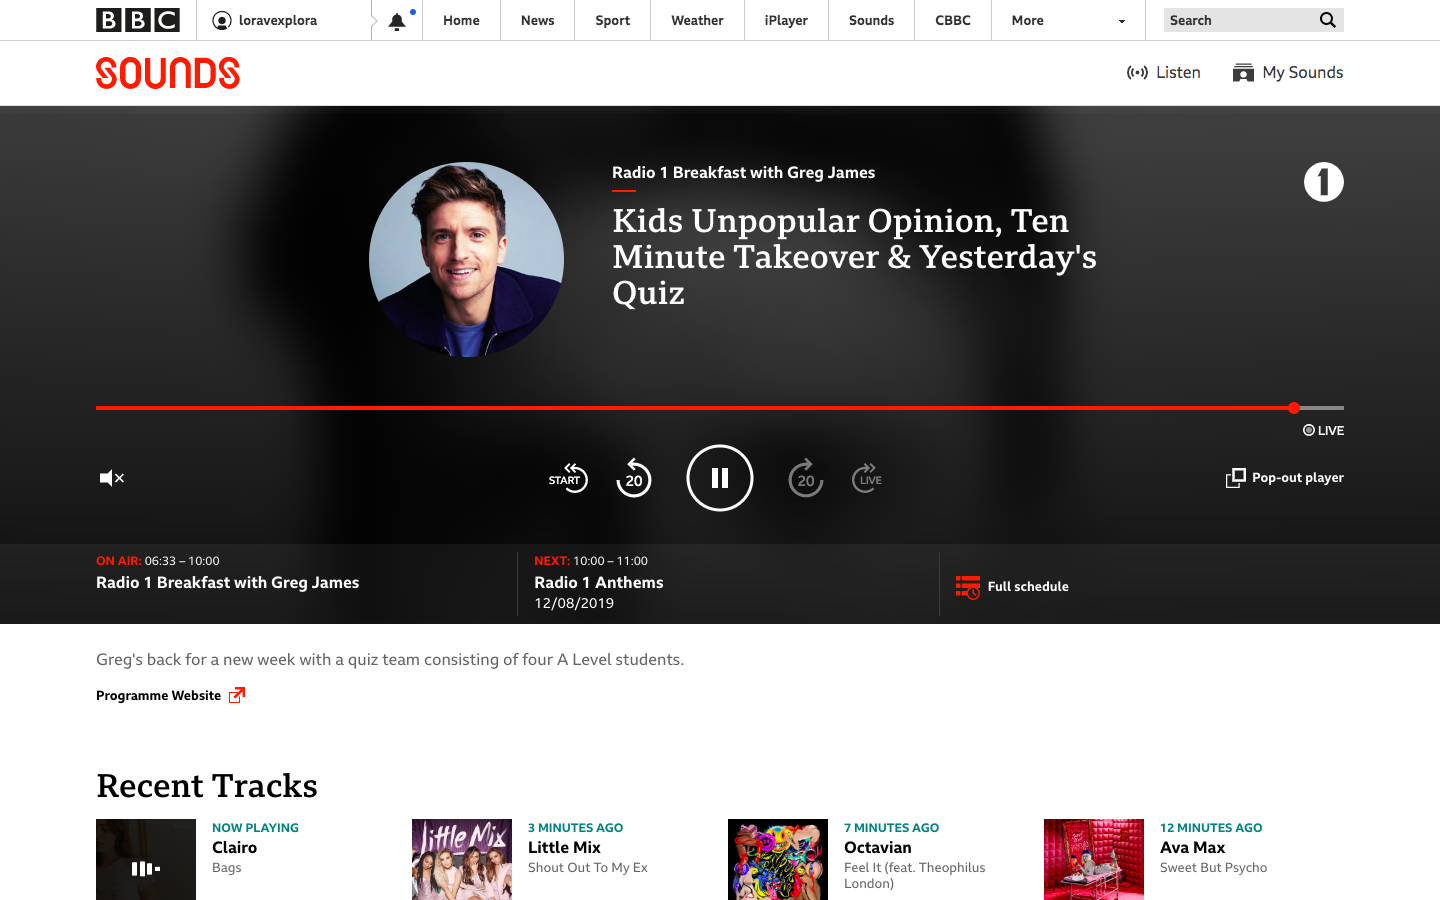 BBC
loravexplora
Home
News
Sport
Weather
iPlayer
Sounds
CBBC
More
Search
SOUNDS
Listen
My Sounds
Radio 1 Breakfast with Greg James
1
Kids Unpopular Opinion, Ten
Minute Takeover & Yesterday's
Quiz
LIVE
START
20
20
LIVE
Pop-out player
ON AIR: 06:33 – 10:00
Radio 1 Breakfast with Greg James
NEXT: 10:00 – 11:00
Radio 1 Anthems
12/08/2019
Full schedule
Greg's back for a new week with a quiz team consisting of four A Level students.
Programme Website
Recent Tracks
NOW PLAYING
Clairo
Bags
little Mix
3 MINUTES AGO
Little Mix
Shout Out To My Ex
7 MINUTES AGO
Octavian
Feel It (feat. Theophilus
London)
12 MINUTES AGO
Ava Max
Sweet But Psycho